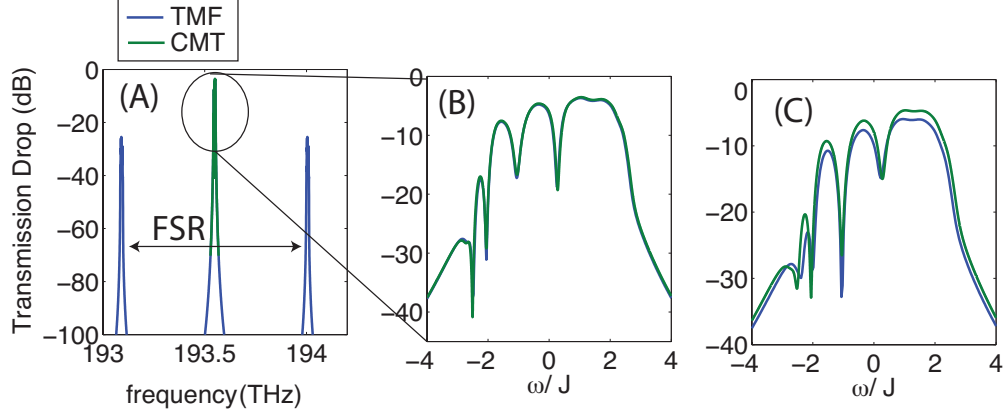 TMF
CMT
Transmission Drop (dB)
0
−20
−40
−60
−80
−100
(A)
FSR
193
193.5
194
frequency(THz)
0
−10
−20
−30
−40
(B)
−4
−2
0
2
4
ω/ J
0
−10
−20
−30
−40
(C)
−4
−2
0
2
4
ω/ J